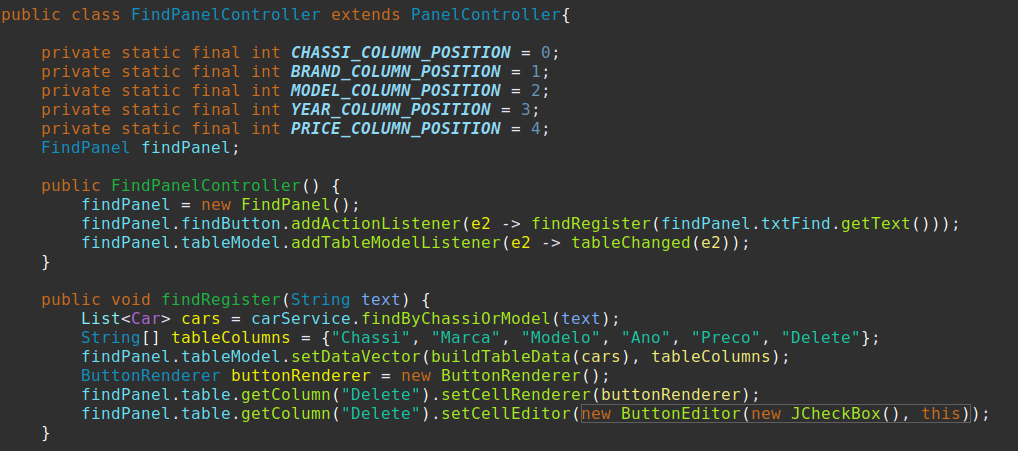 public class FindPanelController extends PanelController{
private static final int CHASSI_COLUMN_POSITION = 0;
private static final int BRAND_COLUMN_POSITION = 1;
private static final int MODEL_COLUMN_POSITION = 2;
private static final int YEAR_COLUMN_POSITION = 3;
private static final int PRICE_COLUMN_POSITION = 4;
FindPanel findPanel;
public FindPanelController() {
findPanel = new FindPanel();
findPanel.findButton.addActionListener(e2 -> findRegister(findPanel.txtFind.getText()));
findPanel.tableModel.addTableModelListener(e2 -> tableChanged(e2));
}
public void findRegister(String text) {
List<Car> cars = carService.findByChassiOrModel(text);
String[] tableColumns = {"Chassi", "Marca", "Modelo", "Ano", "Preco", "Delete"};
findPanel.tableModel.setDataVector(buildTableData(cars), tableColumns);
ButtonRenderer buttonRenderer = new ButtonRenderer();
findPanel.table.getColumn("Delete").setCellRenderer(buttonRenderer);
findPanel.table.getColumn("Delete").setCellEditor(new ButtonEditor(new JCheckBox(), this));
}